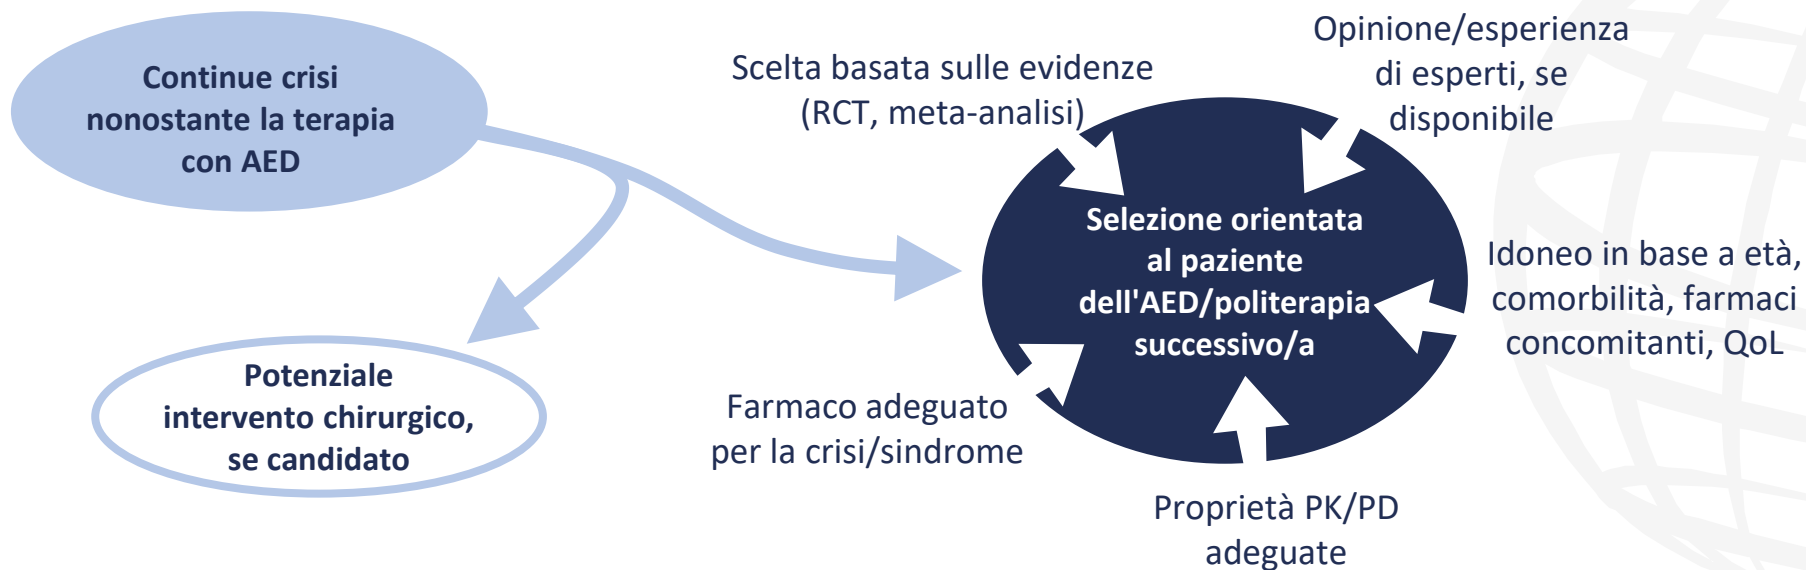 Continue crisi
nonostante la terapia
con AED
Potenziale
intervento chirurgico,
se candidato
Scelta basata sulle evidenze
(RCT, meta-analisi)
Opinione/esperienza
di esperti, se
disponibile
Selezione orientata
al paziente
dell'AED/politerapia
successivo/a
Idoneo in base a età,
comorbilità, farmaci
concomitanti, QoL
Farmaco adeguato
per la crisi/sindrome
Proprietà PK/PD
adeguate